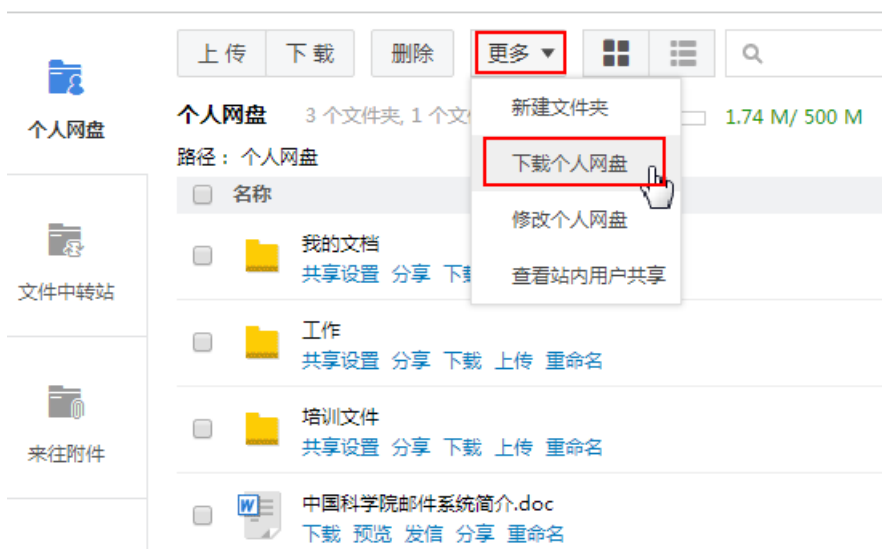 上传 下载 删除 更多 ▼
个人网盘
文件中转站
来往附件
个人网盘 3 个文件夹, 1 个文 1.74 M/ 500 M
路径： 个人网盘
新建文件夹
下载个人网盘
修改个人网盘
查看站内用户共享
名称
我的文档
共享设置 分享 下载
工作
共享设置 分享 下载 上传 重命名
培训文件
共享设置 分享 下载 上传 重命名
中国科学院邮件系统简介.doc
下载 预览 发信 分享 重命名